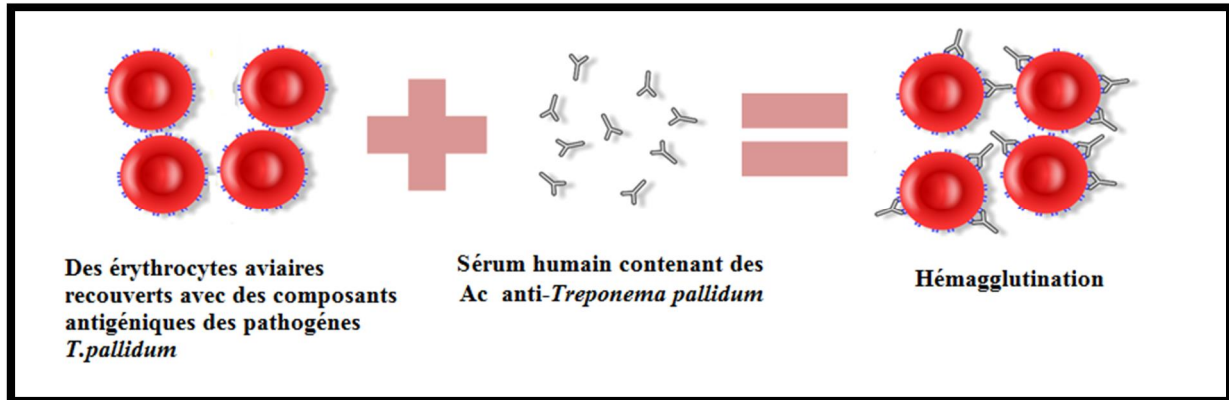 Des érythrocytes aviaires
recouverts avec des composants
antigéniques des pathogénes
T.pallidum
Sérum humain contenant des
Ac anti-Treponema pallidum
Hémagglutination